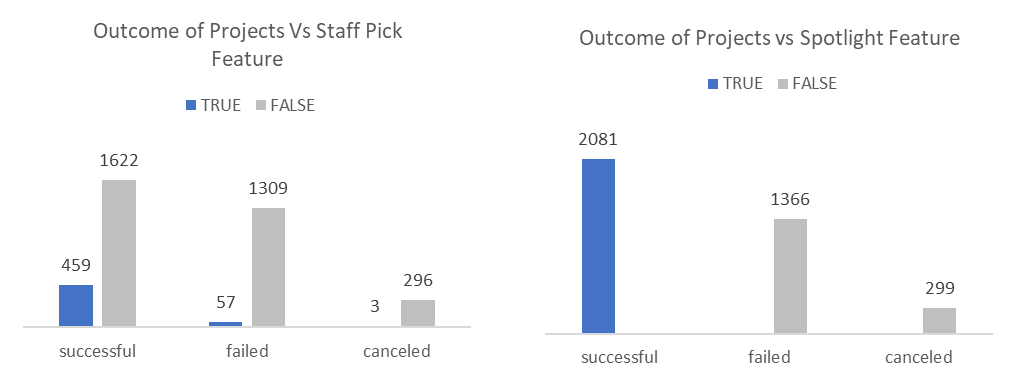 Outcome of Projects Vs Staff Pick
Feature
TRUE FALSE
1622
1309
459
296
57
3
successful failed canceled
Outcome of Projects vs Spotlight Feature
TRUE FALSE
2081
1366
299
successful failed canceled